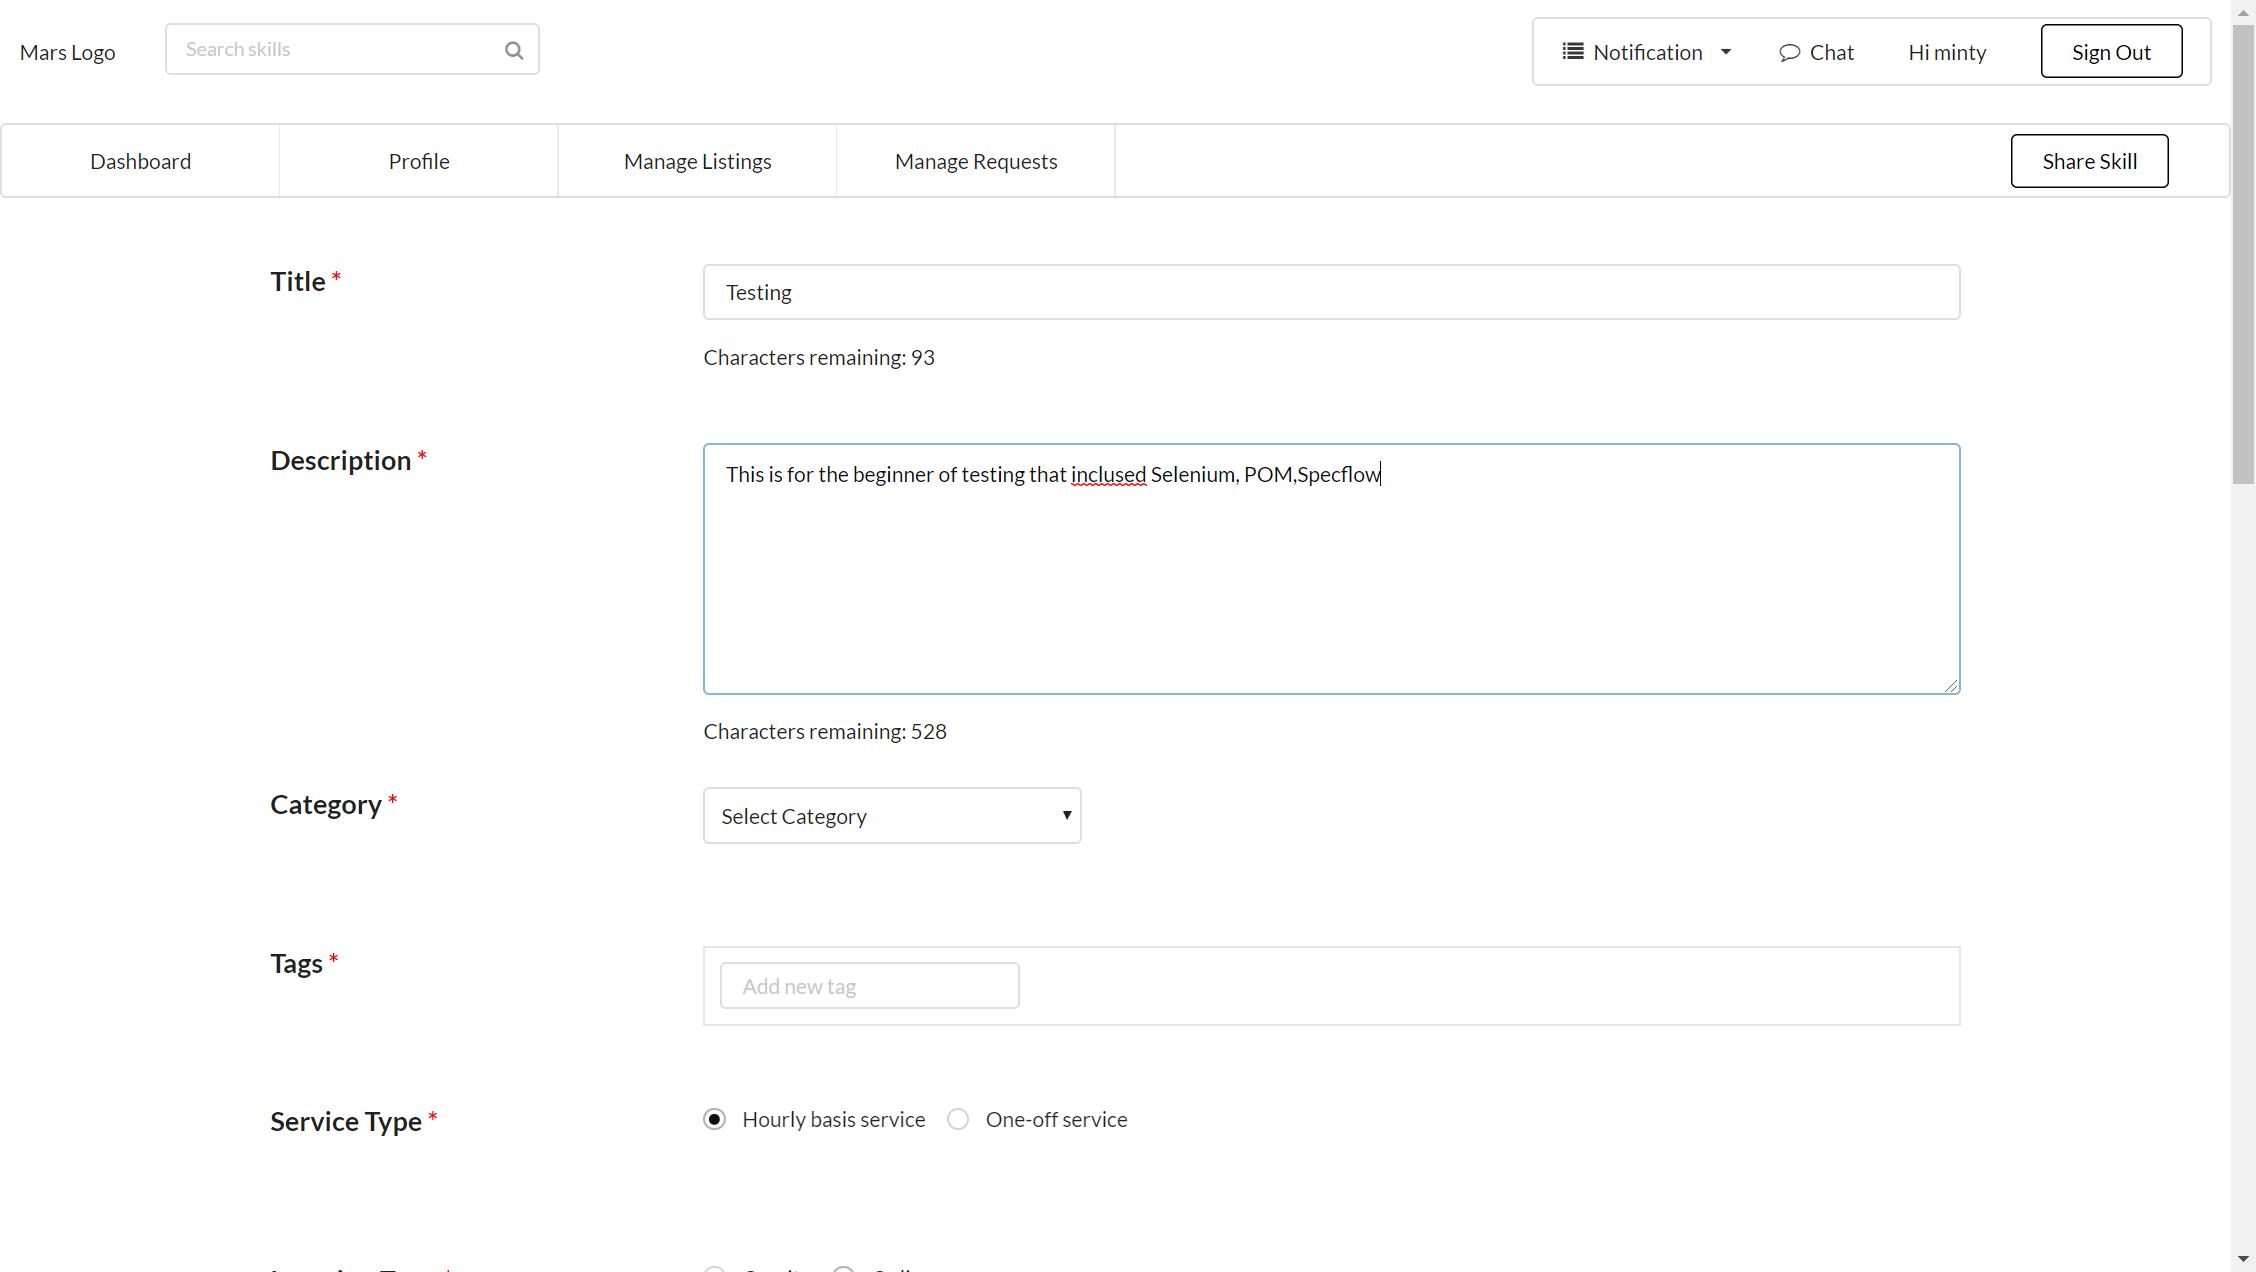 Mars Logo
Search skills
Notification
Chat
Hi minty
Sign Out
Dashboard
Profile
Manage Listings
Manage Requests
Share Skill
Title *
Testing
Characters remaining: 93
Description *
This is for the beginner of testing that inclused Selenium, POM,Specflow
Characters remaining: 528
Category *
Select Category
Tags *
Add new tag
Service Type *
Hourly basis service
One-off service